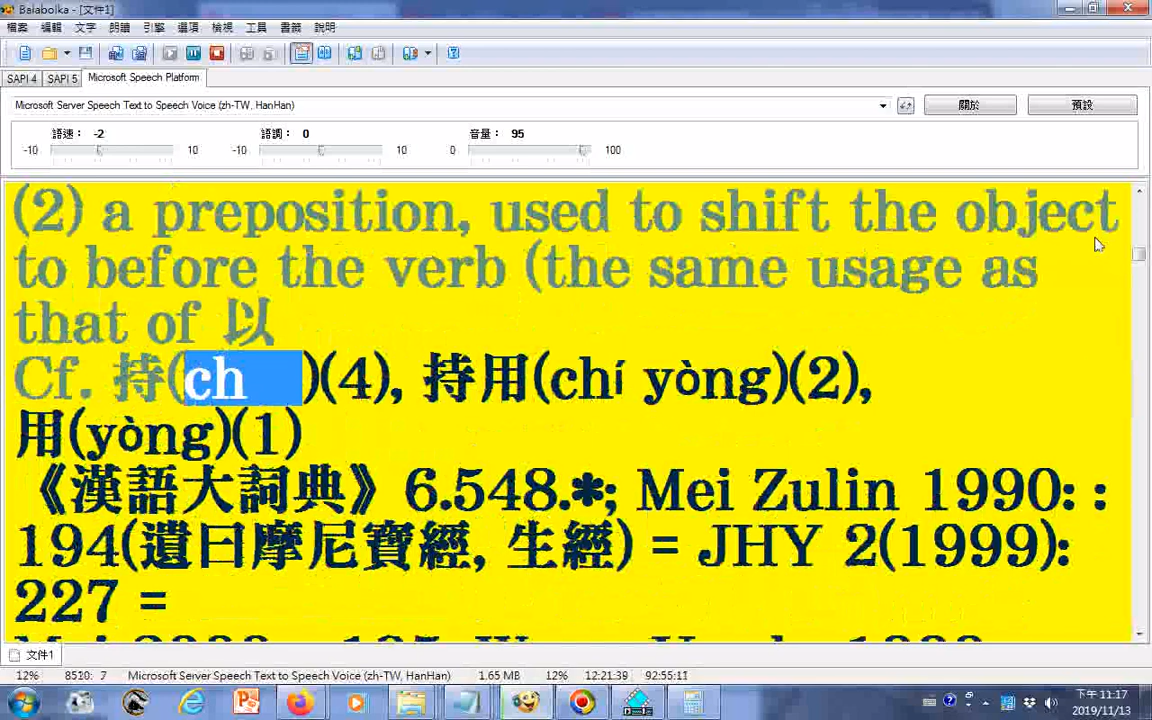 Balabolka - [文件1]
檔案 編輯 文字 朗讀 引擎 選項 檢視 工具 書籤 說明
SAPI 4 SAPI 5 Microsoft Speech Platform
Microsoft Server Speech Text to Speech Voice (zh-TW, HanHan) 關於 預設
語速： -2 語調： 0 音量： 95
-10 10 -10 10 0 100
(2) a preposition, used to shift the object
to before the verb (the same usage as
that of 以
Cf. 持(ch )(4), 持用(chí yòng)(2),
用(yòng)(1)
《漢語大詞典》 6.548.*; Mei Zulin 1990: :
194(遺曰摩尼寶經, 生經) = JHY 2(1999):
227 =
文件1
12% 8520: 7 Microsoft Server Speech Text to Speech Voice (zh-TW, HanHan) 1.65 MB 12% 12:21:39 92:55:11
下午 11:17
2019/11/13